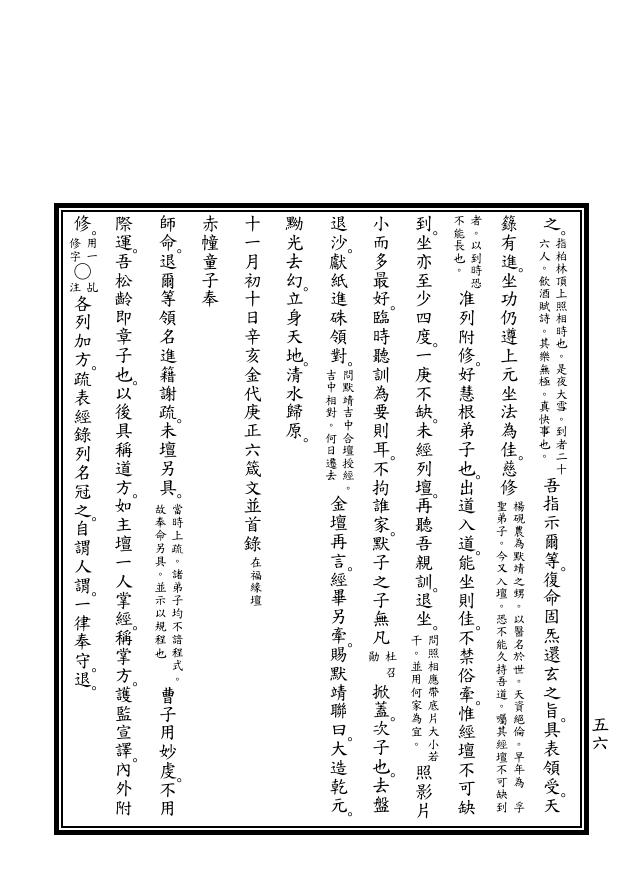 之。指柏林頂上照相時也。是夜大雪。到者二十六人。飲酒賦詩。其樂無極。真快事也。吾指示爾等。復命固炁還玄之旨。具表領受。天
籙有進。坐功仍遵上元坐法為佳。慈修楊硯農為默靖之甥。以醫名於世。天資絕倫。早年為孚聖弟子。今又入壇。恐不能久持吾道。囑其經壇不可缺到
者。以到時恐不能長也。准列附修。好慧根弟子也。出道入道。能坐則佳。不禁俗牽。惟經壇不可缺
到。坐亦至少四度。一庚不缺。未經列壇。再聽吾親訓。退坐。問照相應帶底片大小若干。並用何家為宜。照影片
小而多最好。臨時聽訓為要則耳。不拘誰家。默子之子無凡杜召勛掀蓋。次子也。去盤
退沙。獻紙進硃領對。問默靖吉中合壇授經。吉中相對。何日遷去金壇再言。經畢另牽。賜默靖聯曰。大造乾元。
黝光去幻。立身天地。清水歸原。
十一月初十日辛亥金代庚正六箴文並首錄在福緣壇
赤幢童子奉
師命。退爾等領名進籍謝疏。未壇另具。當時上疏。諸弟子均不諳程式。故奉命另具。並示以規程也曹子用妙虔。不用
際運。吾松齡即章子也。以後具稱道方。如主壇一人掌經。稱掌方。護監宣譯。內外附
修。用一修字〇乩注各列加方。疏表經錄列名冠之。自謂人謂。一律奉守。退。
五六